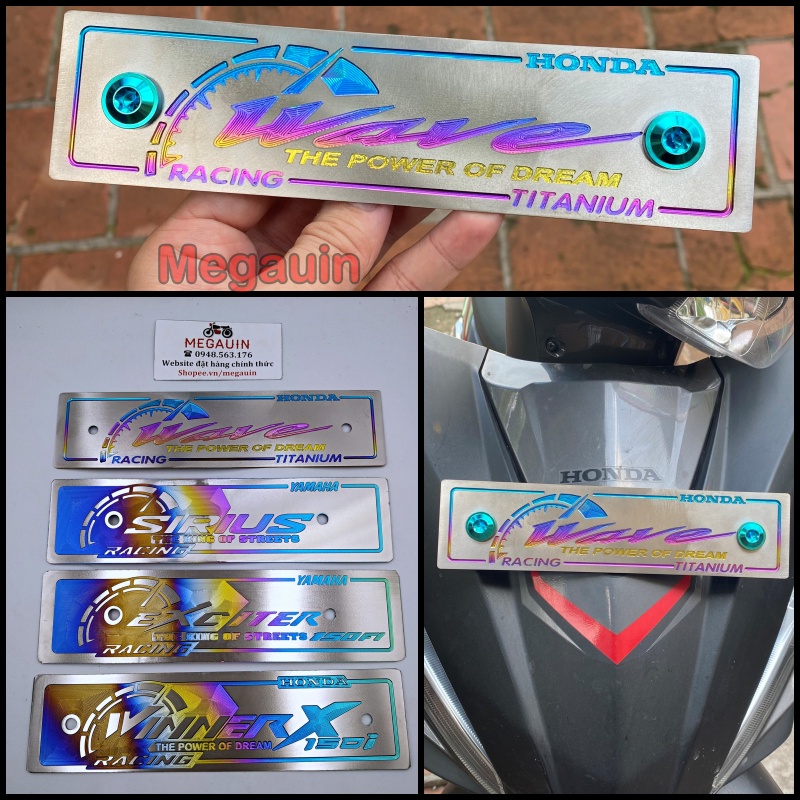 HONDA
Wave
THE POWER OF DREAM
RACING
TITANIUM
Megauin
MEGAUIN
☎ 0948.563.176
Website đặt hàng chính thức
Shopee.vn/megauin
HONDA
Wave
THE POWER OF DREAM
RACING
TITANIUM
YAMAHA
SIRIUS
THE KING OF STREETS
RACING
YAMAHA
EXCITER
THE KING OF STREETS 150FI
RACING
HONDA
WINNER X
THE POWER OF DREAM 150i
RACING
HONDA
HONDA
Wave
THE POWER OF DREAM
RACING
TITANIUM